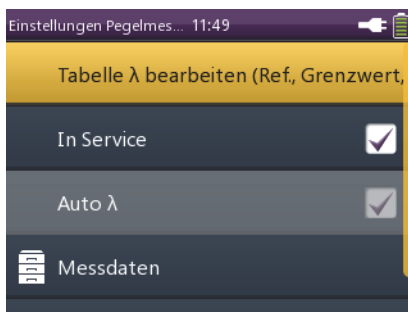 Einstellungen Pegelmes... 11:49
Tabelle λ bearbeiten (Ref., Grenzwert,
In Service
Auto λ
Messdaten